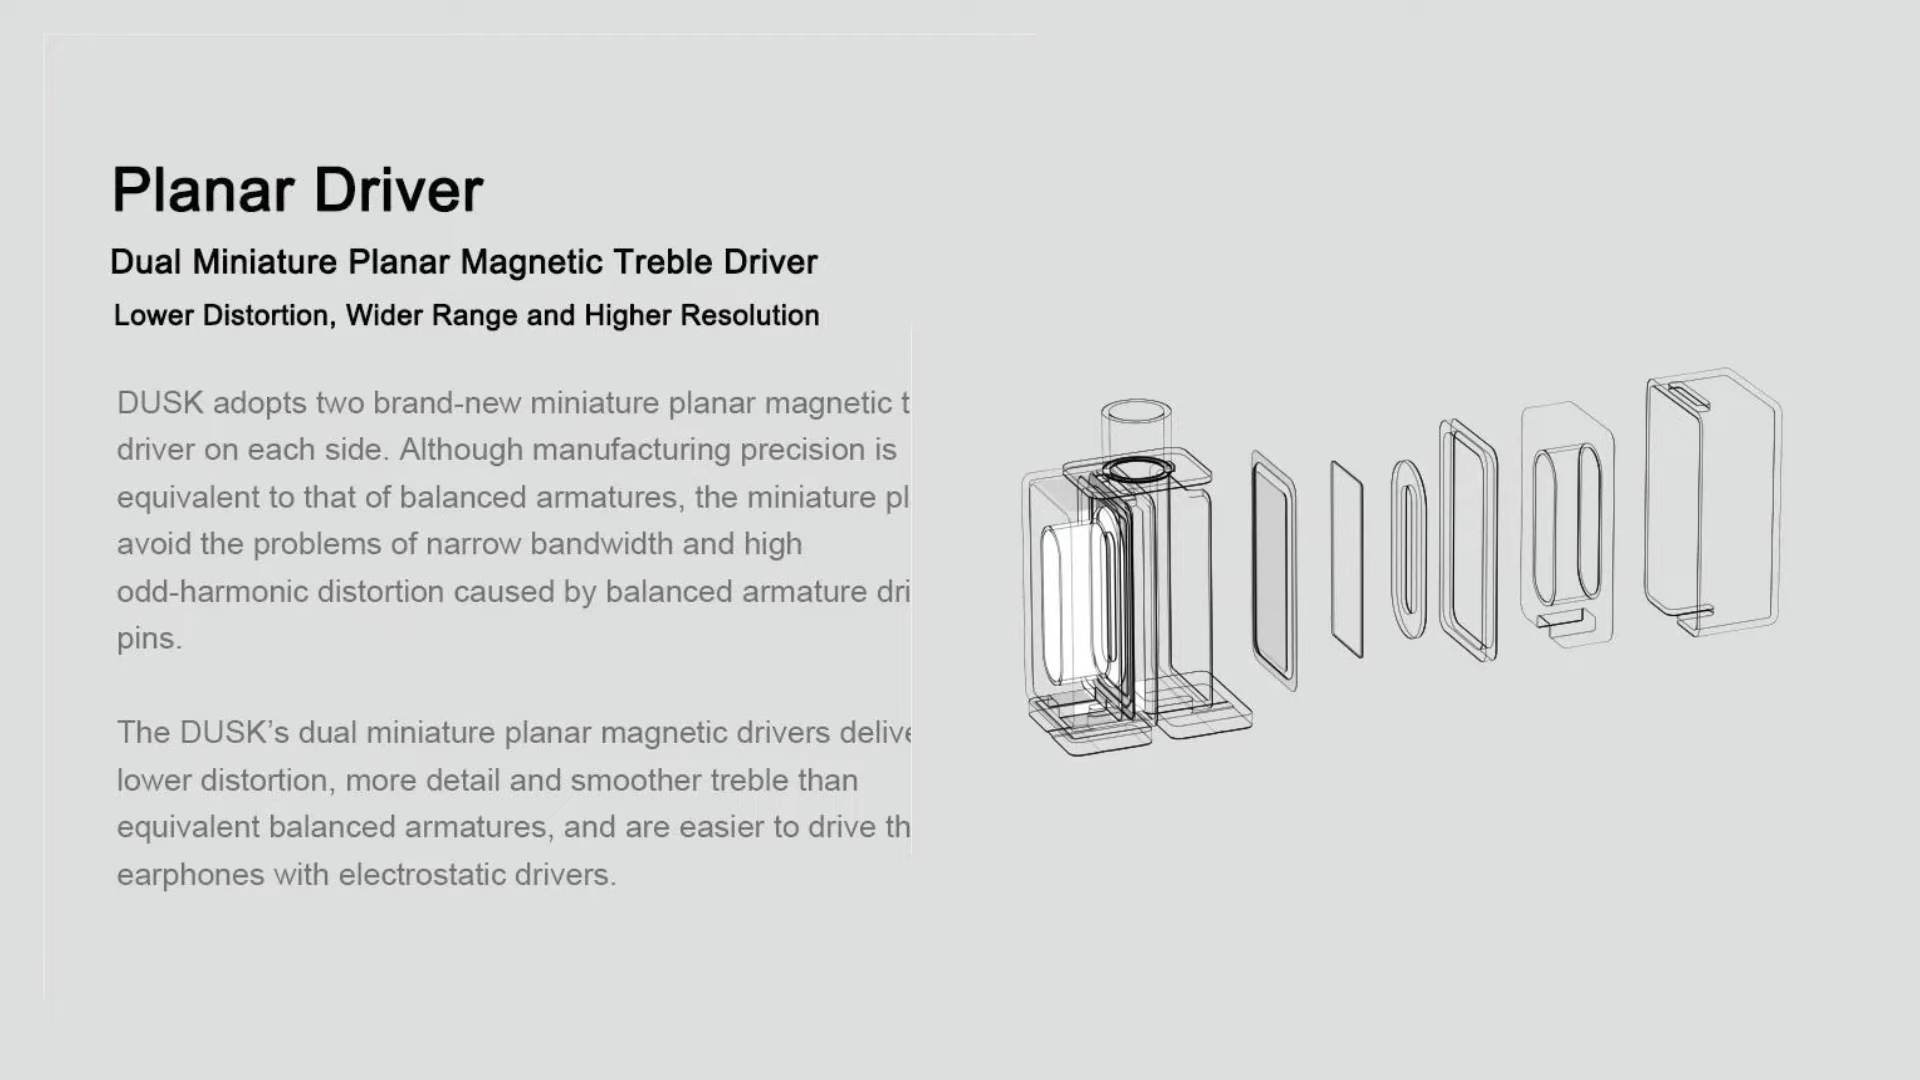 Planar Driver
Dual Miniature Planar Magnetic Treble Driver
Lower Distortion, Wider Range and Higher Resolution
DUSK adopts two brand-new miniature planar magnetic t
driver on each side. Although manufacturing precision is
equivalent to that of balanced armatures, the miniature pl
avoid the problems of narrow bandwidth and high
odd-harmonic distortion caused by balanced armature dri
pins.
The DUSK’s dual miniature planar magnetic drivers delive
lower distortion, more detail and smoother treble than
equivalent balanced armatures, and are easier to drive th
earphones with electrostatic drivers.